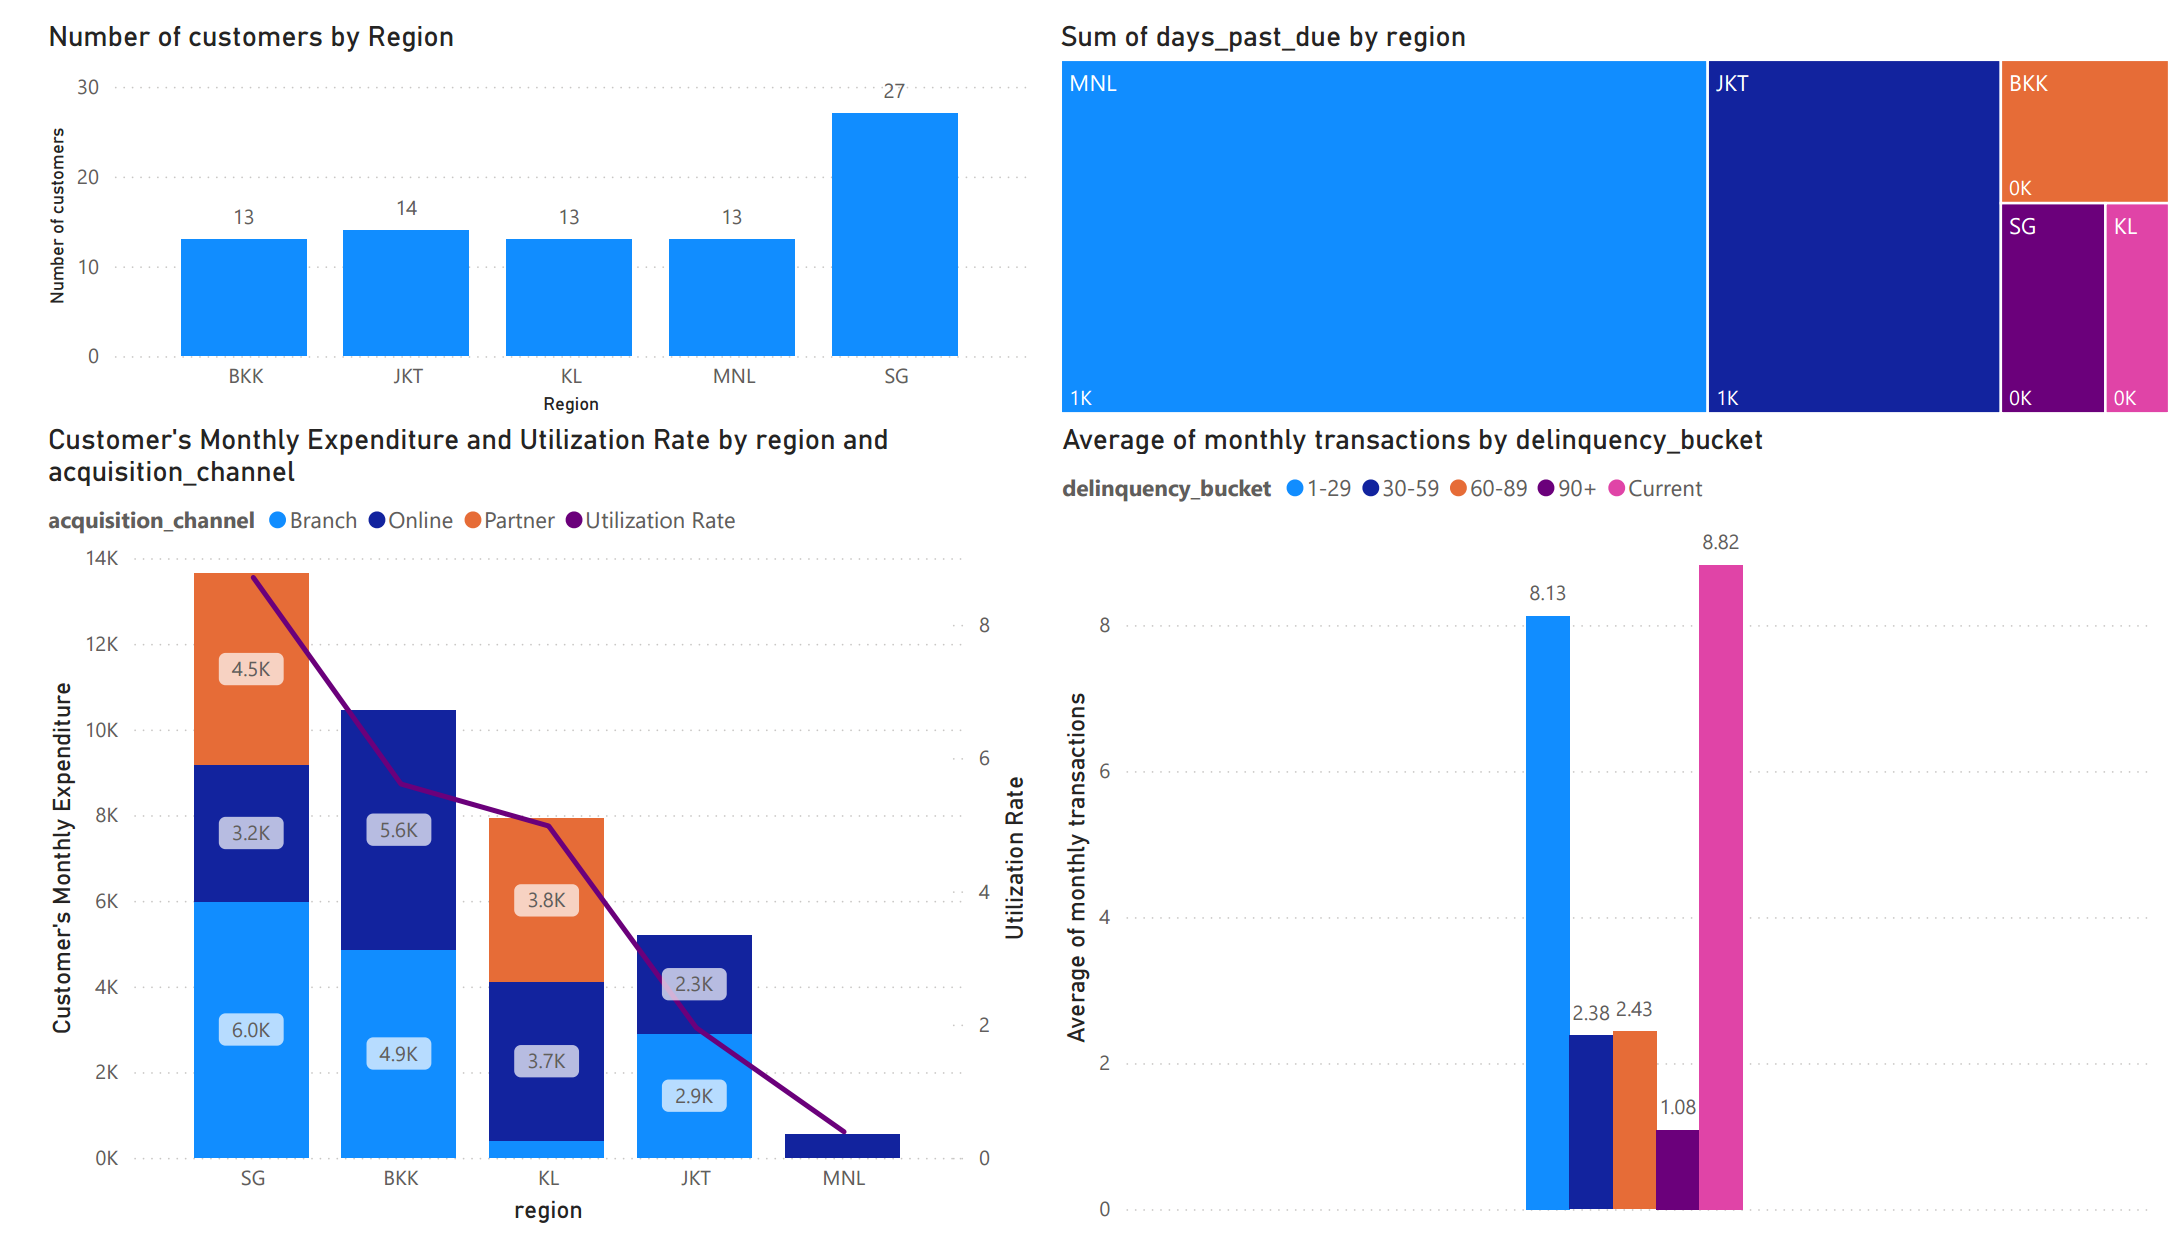 Number of customers by Region
Number of customers
30
20
10
0
13
14
13
13
27
BKK
JKT
KL
MNL
SG
Region
Sum of days_past_due by region
MNL
1K
JKT
1K
BKK
0K
SG
0K
KL
0K
Customer's Monthly Expenditure and Utilization Rate by region and
acquisition_channel
acquisition_channel Branch Online Partner Utilization Rate
Customer's Monthly Expenditure
14K
12K
10K
8K
6K
4K
2K
0K
4.5K
3.2K
6.0K
5.6K
4.9K
3.8K
3.7K
2.3K
2.9K
8
6
4
2
0
Utilization Rate
SG
BKK
KL
JKT
MNL
region
Average of monthly transactions by delinquency_bucket
delinquency_bucket 1-29 30-59 60-89 90+ Current
Average of monthly transactions
8
6
4
2
0
8.13
2.38
2.43
1.08
8.82